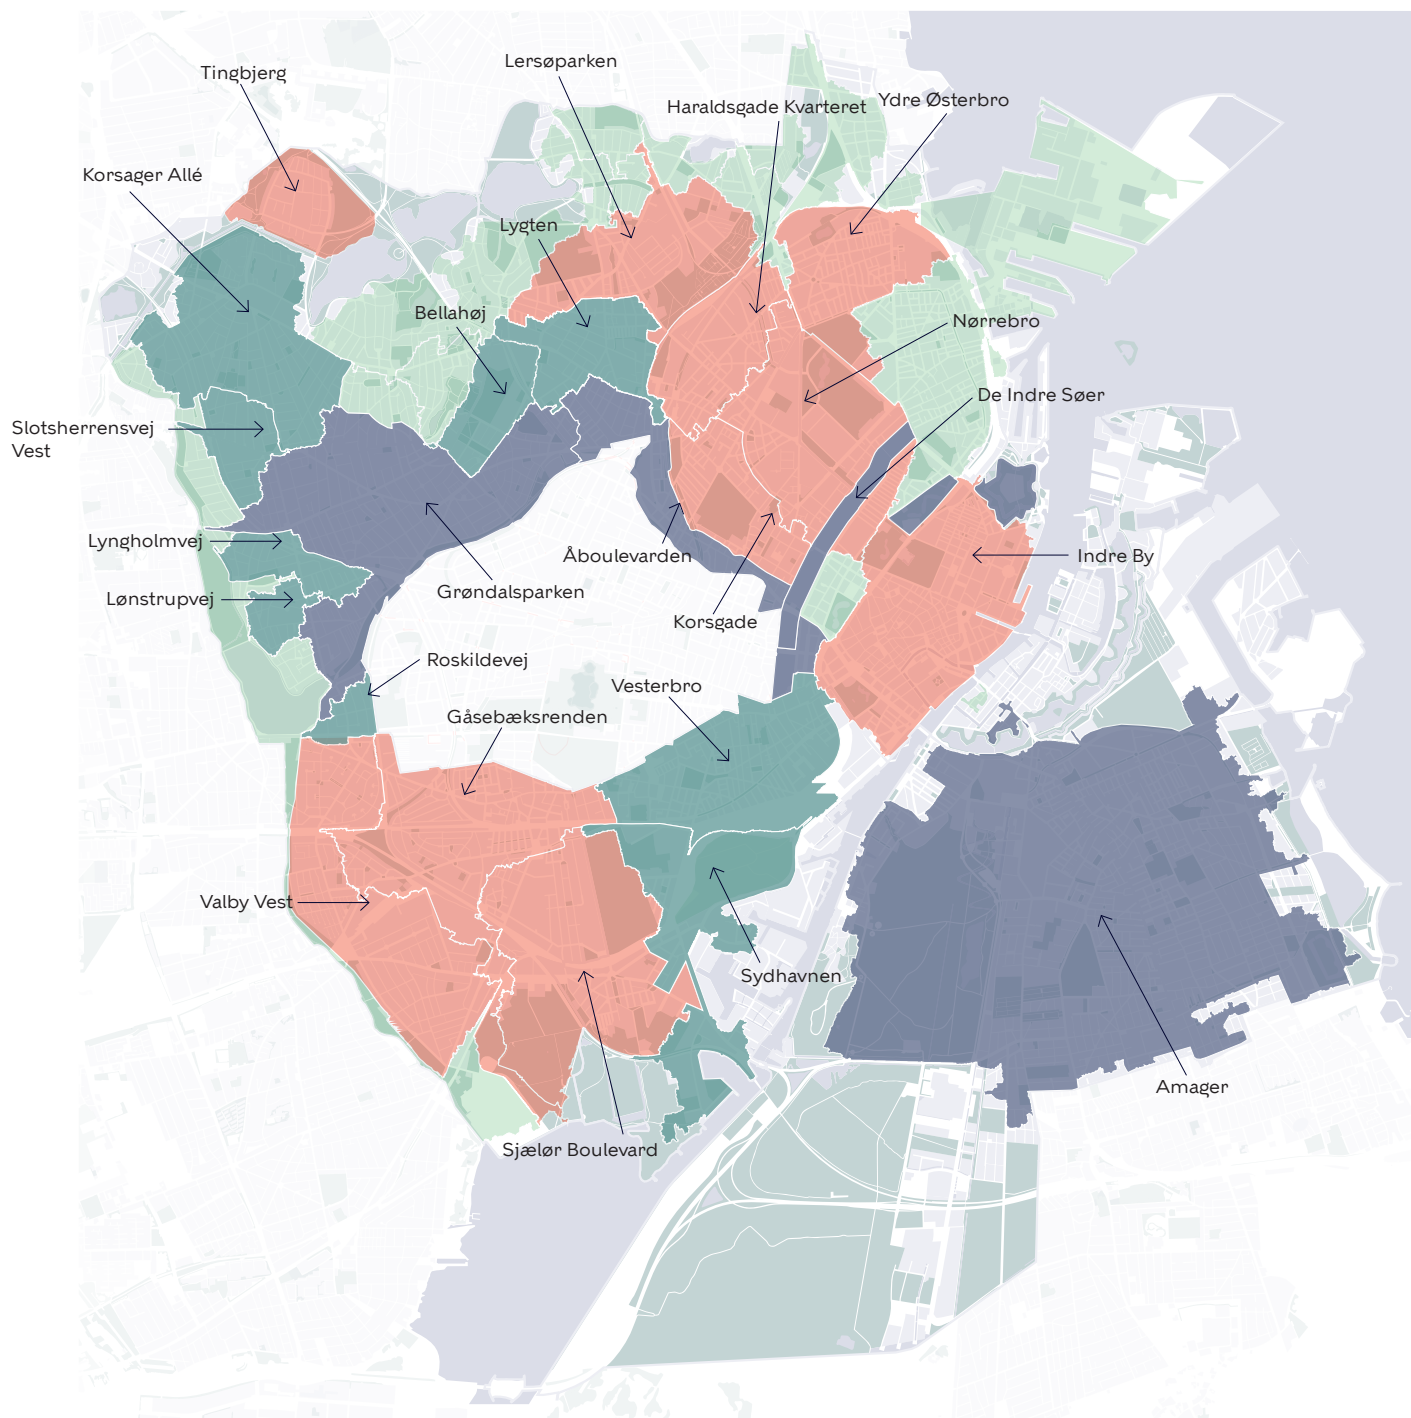 Lersøparken
Tingbjerg
Haraldsgade Kvarteret
Ydre Østerbro
Korsager Allé
Lygten
Bellahøj
Nørrebro
De Indre Søer
Slotsherrensvej
Vest
Lyngholmvej
Åboulevarden
Indre By
Grøndalsparken
Lønstrupvej
Korsgade
Roskildevej
Vesterbro
Gåsebæksrenden
Valby Vest
Sydhavnen
Amager
Sjælør Boulevard